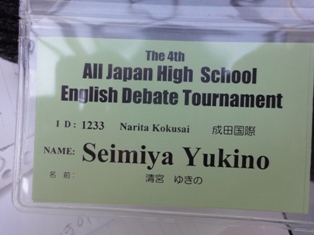 The 4th
All Japan High School
English Debate Tournament
ID: 1233 Narita Kokusai 成田国際
NAME: Seimiya Yukino
名前: 清宮 ゆきの